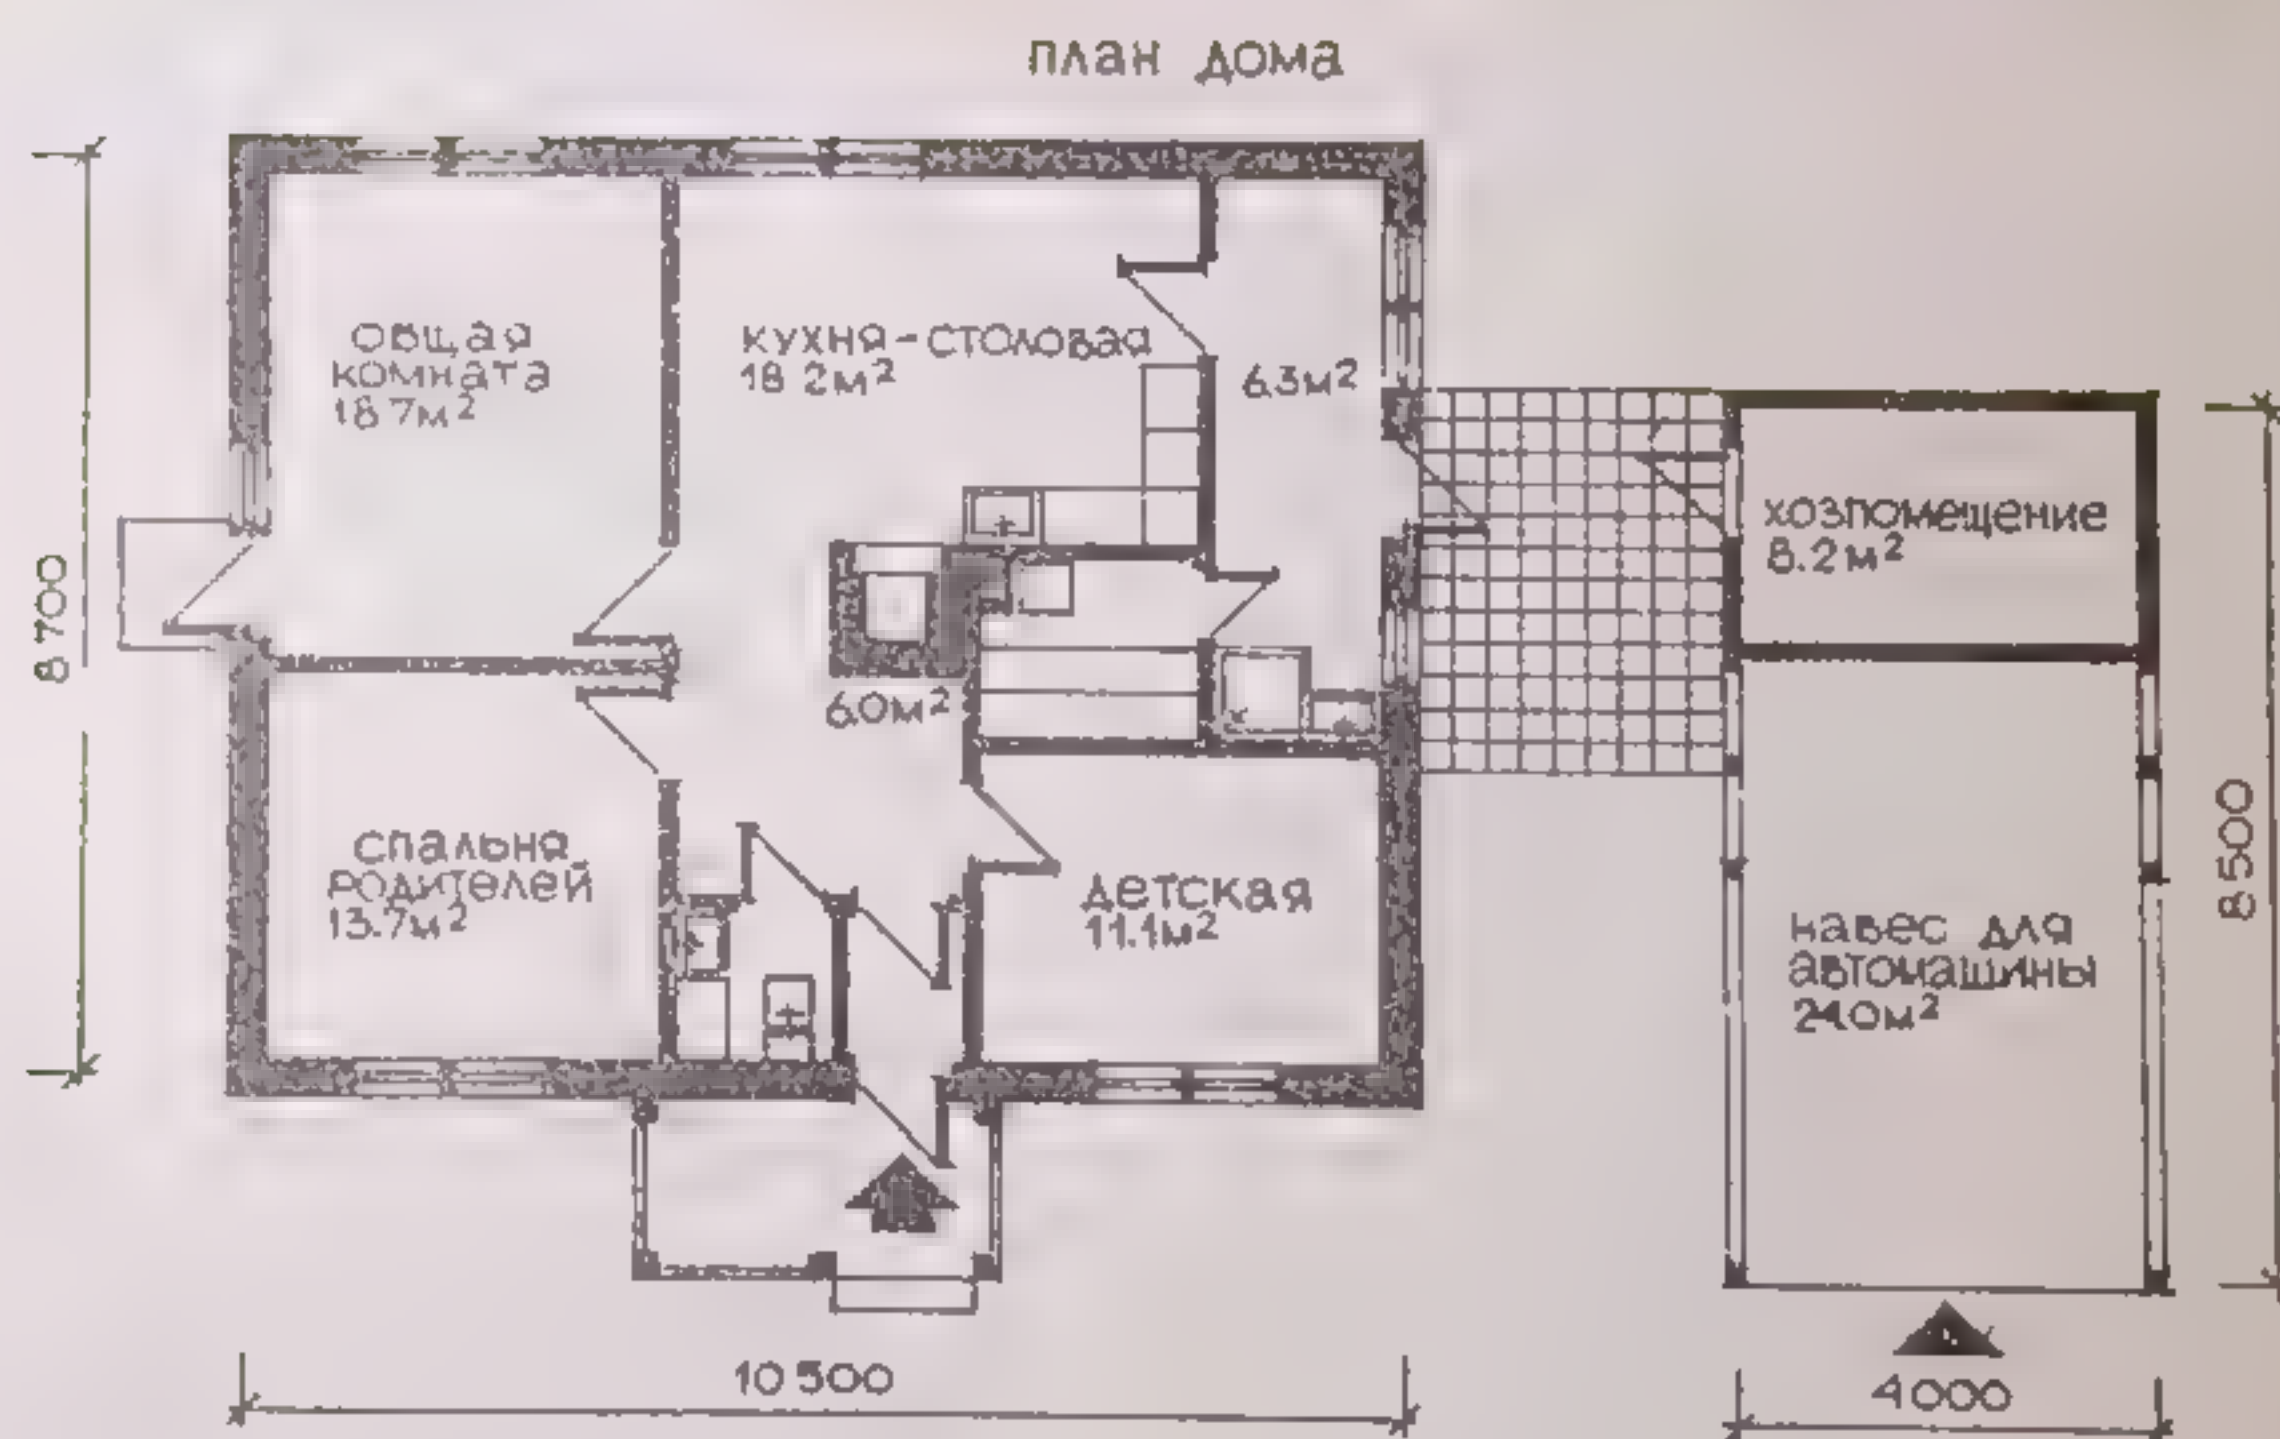 план дома
общая
комната
18.7м²
кухня-столовая
18.2м²
6.3м²
хозпомещение
8.2м²
8700
6.0м²
8500
спальня
родителей
13.7м²
детская
11.1м²
навес для
автомашины
24.0м²
10 500
4000